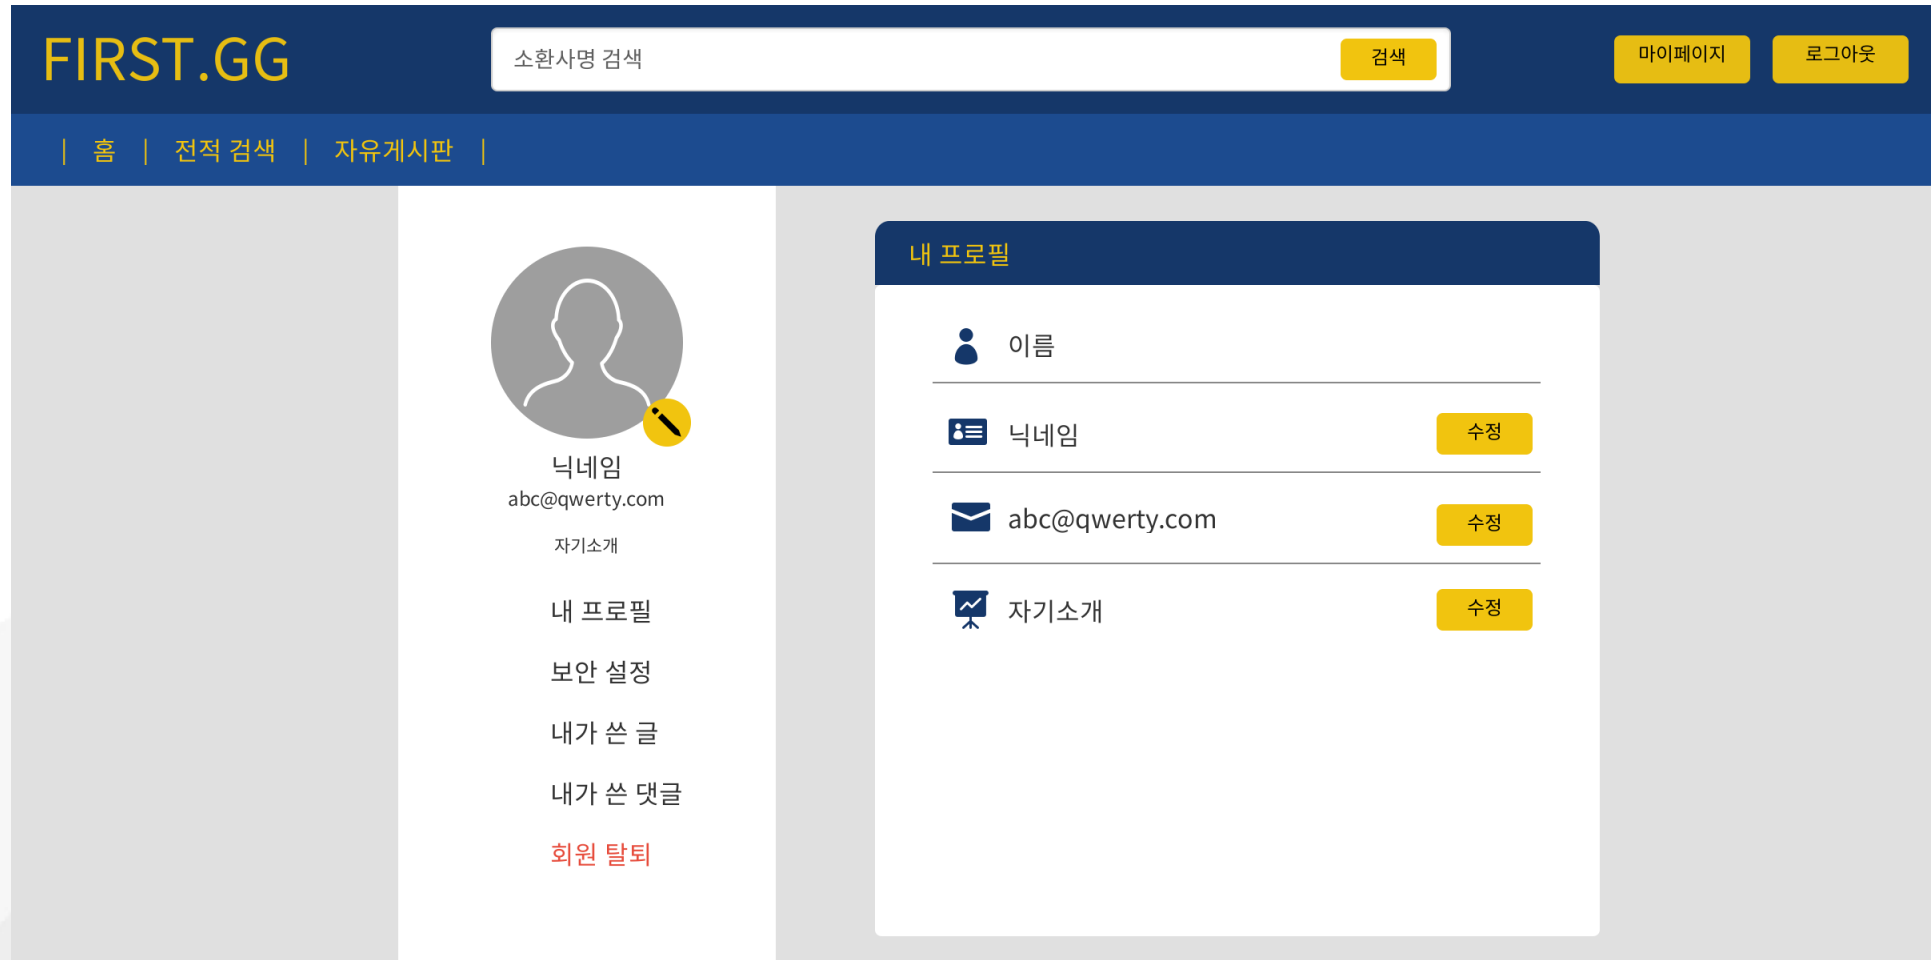 FIRST.GG
소환사명 검색
검색
마이페이지
로그아웃
| 홈 | 전적 검색 | 자유게시판 |
닉네임
abc@qwerty.com
자기소개
내 프로필
보안 설정
내가 쓴 글
내가 쓴 댓글
회원 탈퇴
내 프로필
이름
닉네임
수정
abc@qwerty.com
수정
자기소개
수정